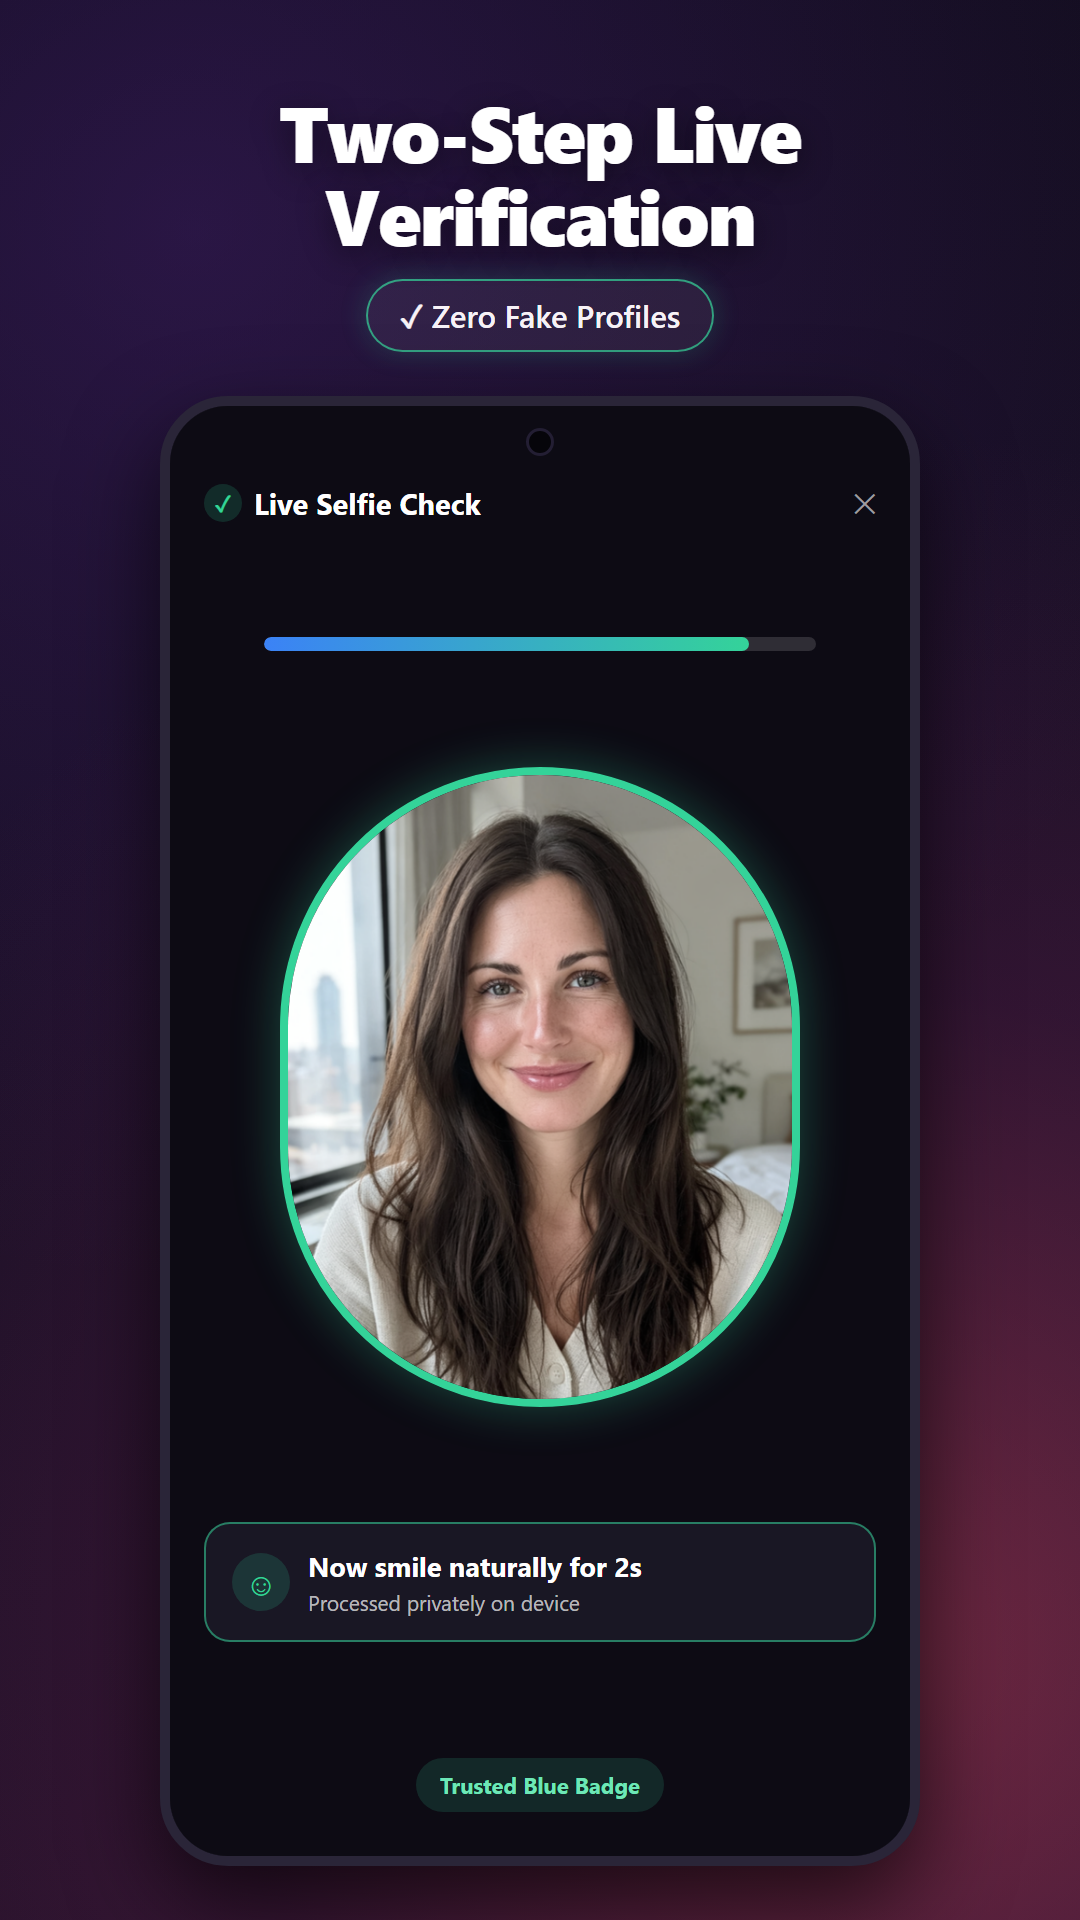 Two-Step Live
Verification
✓ Zero Fake Profiles
✓ Live Selfie Check
Now smile naturally for 2s
Processed privately on device
Trusted Blue Badge